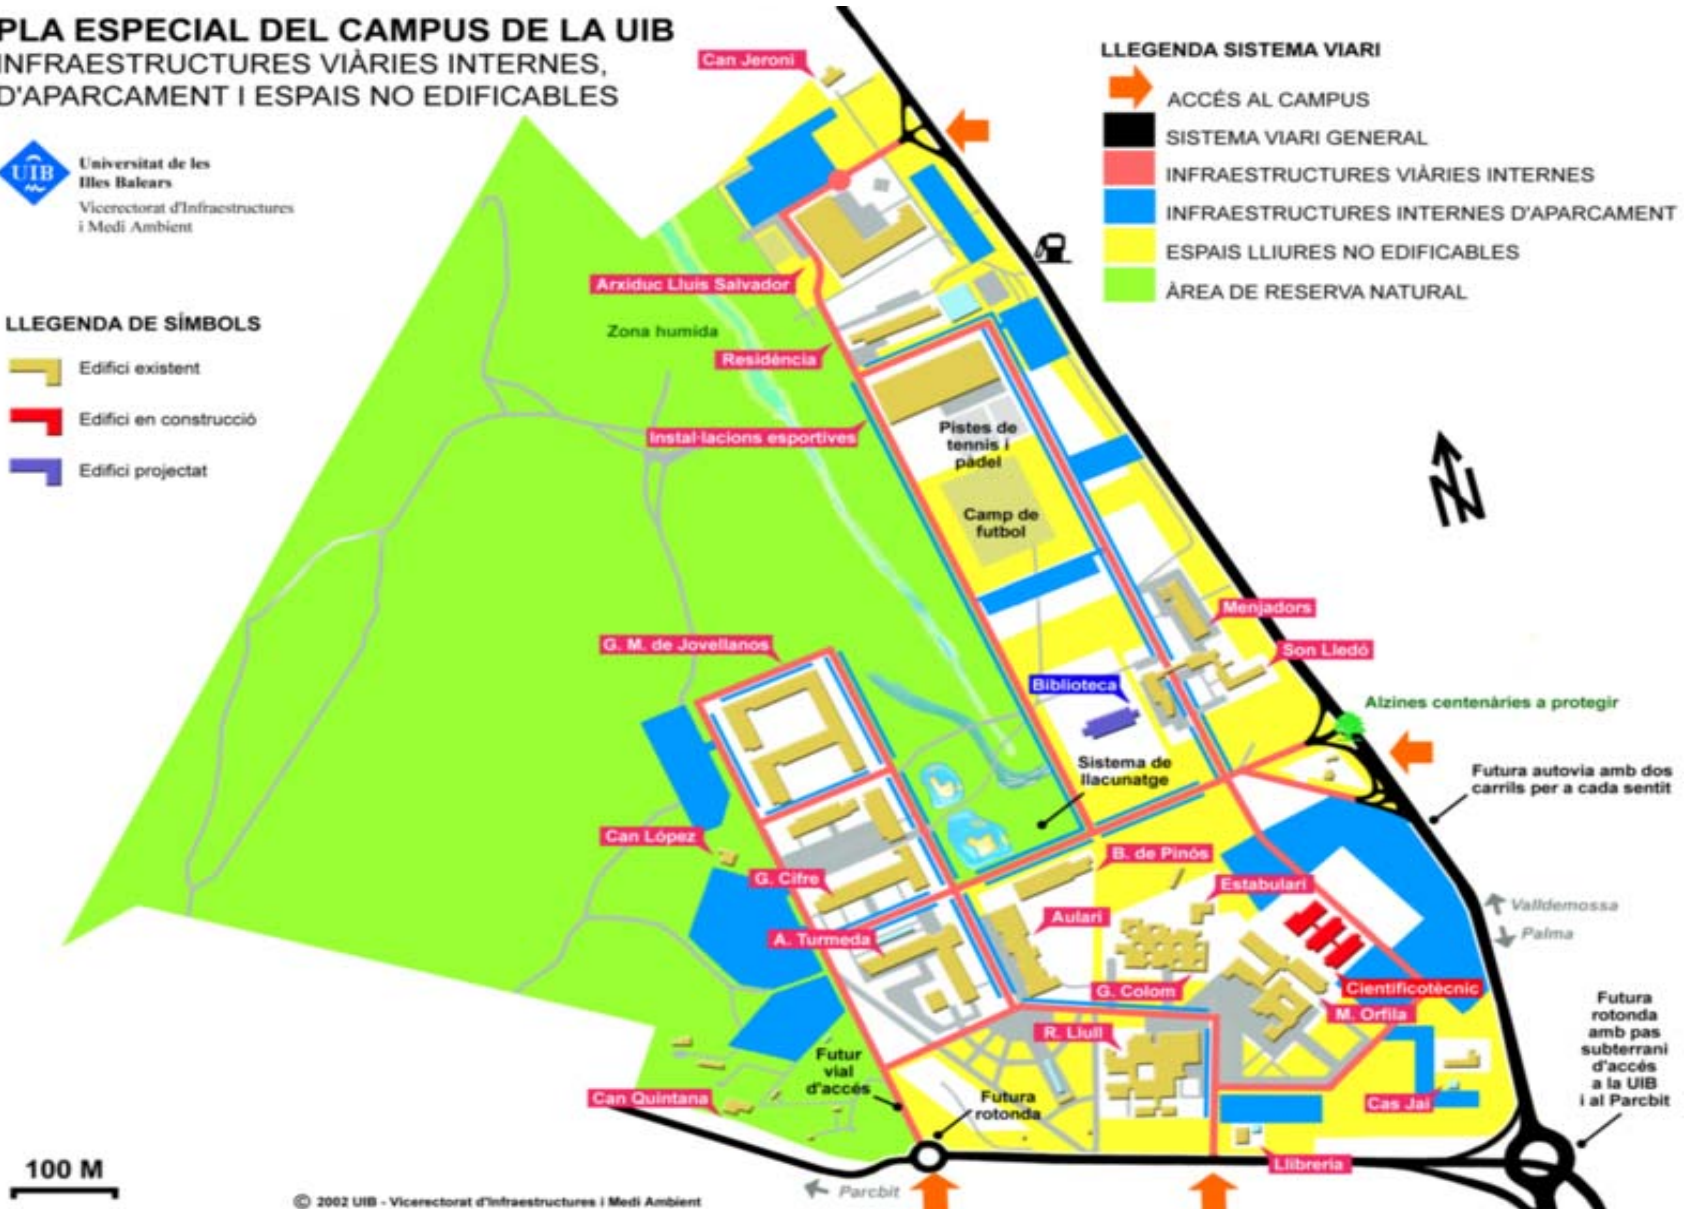 PLA ESPECIAL DEL CAMPUS DE LA UIB
INFRAESTRUCTURES VIÀRIES INTERNES,
D'APARCAMENT I ESPAIS NO EDIFICABLES
UIB
Universitat de les
Illes Balears
Vicerectorat d'Infraestructures
i Medi Ambient
LLEGENDA DE SÍMBOLS
Edifici existent
Edifici en construcció
Edifici projectat
LLEGENDA SISTEMA VIARI
ACCÉS AL CAMPUS
SISTEMA VIARI GENERAL
INFRAESTRUCTURES VIÀRIES INTERNES
INFRAESTRUCTURES INTERNES D'APARCAMENT
ESPAIS LLIURES NO EDIFICABLES
ÀREA DE RESERVA NATURAL
Can Jeroni
Arxiduc Lluís Salvador
Zona humida
Residència
Instal·lacions esportives
Pistes de
tennis i
pàdel
Camp de
futbol
N
Menjadors
G. M. de Jovellanos
Son Lledó
Biblioteca
Alzines centenàries a protegir
Sistema de
llacunatge
Futura autovia amb dos
carrils per a cada sentit
Can López
B. de Pinós
G. Cifre
Estabulari
Valldemossa
Palma
Aulari
A. Turmeda
G. Colom
Cientificotècnic
M. Orfila
R. Llull
Futura
rotonda
amb pas
subterrani
d'accés
a la UIB
i al Parcbit
Futur
vial
d'accés
Can Quintana
Futura
rotonda
Cas Jai
Llibreria
100 M
Parcbit
© 2002 UIB - Vicerectorat d'Infraestructures i Medi Ambient